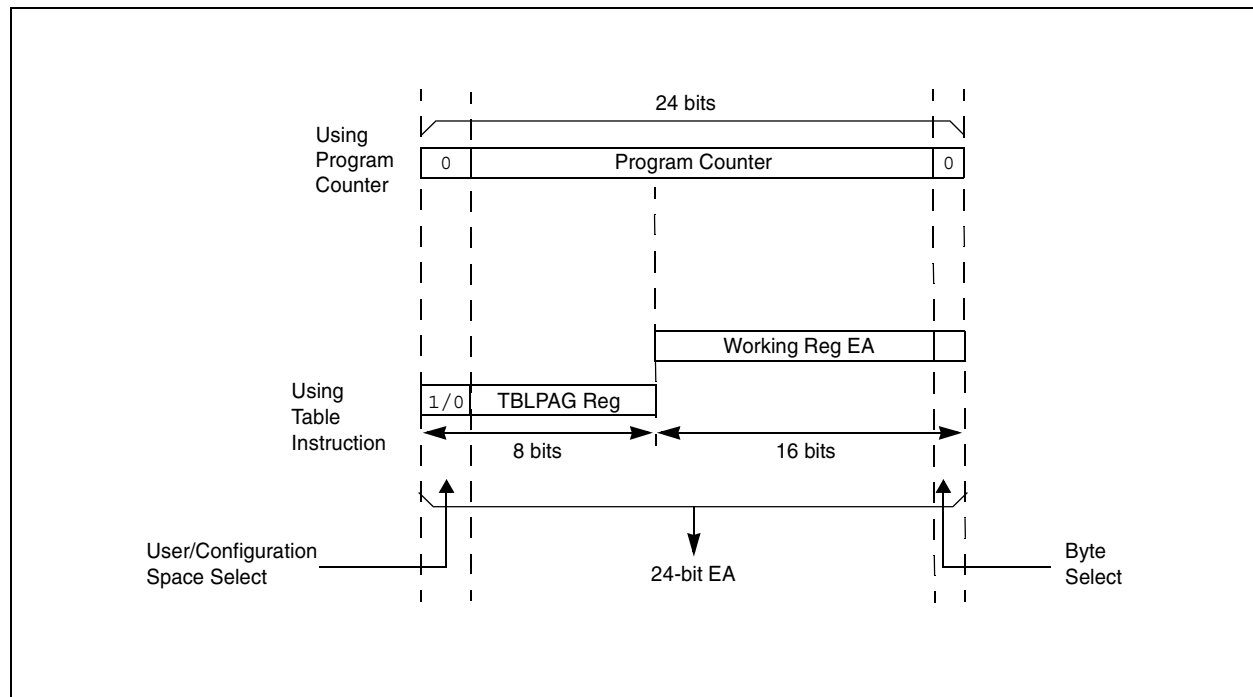 24 bits
Using
Program
Counter
0
Program Counter
0
Working Reg EA
Using
Table
Instruction
1/0
TBLPAG Reg
8 bits
16 bits
User/Configuration
Space Select
24-bit EA
Byte
Select